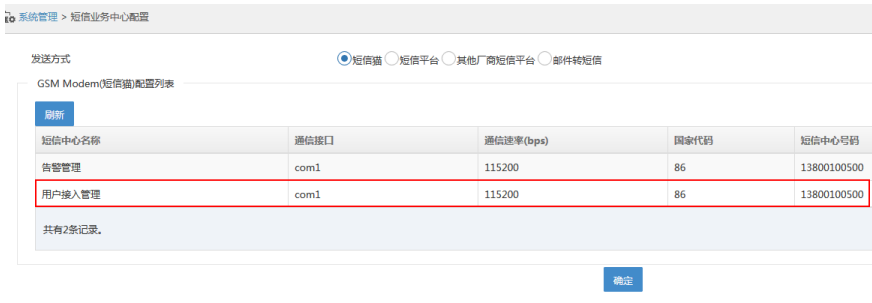 系统管理 > 短信业务中心配置
发送方式 短信猫 短信平台 其他厂商短信平台 邮件转短信
GSM Modem(短信猫)配置列表
刷新
短信中心名称 通信接口 通信速率(bps) 国家代码 短信中心号码
告警管理 com1 115200 86 13800100500
用户接入管理 com1 115200 86 13800100500
共有2条记录。
确定